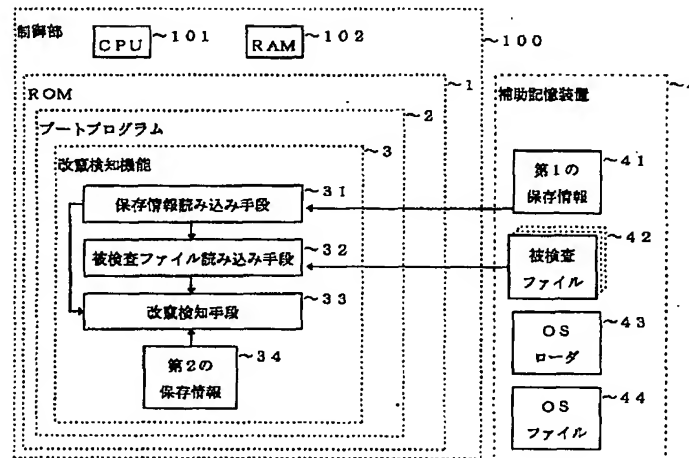 制御部
CPU
~101
RAM
~102
~100
ROM
~1
ブートプログラム
~2
改竄検知機能
~3
保存情報読み込み手段
~31
被検査ファイル読み込み手段
~32
改竄検知手段
~33
第2の
保存情報
~34
補助記憶装置
第1の
保存情報
~41
被検査
ファイル
~42
OS
ローダ
~43
OS
ファイル
~44